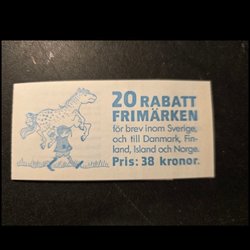 20 RABATT
FRIMÄRKEN
för brev inom Sverige,
och till Danmark, Fin-
land, Island och Norge.
Pris: 38 kronor.